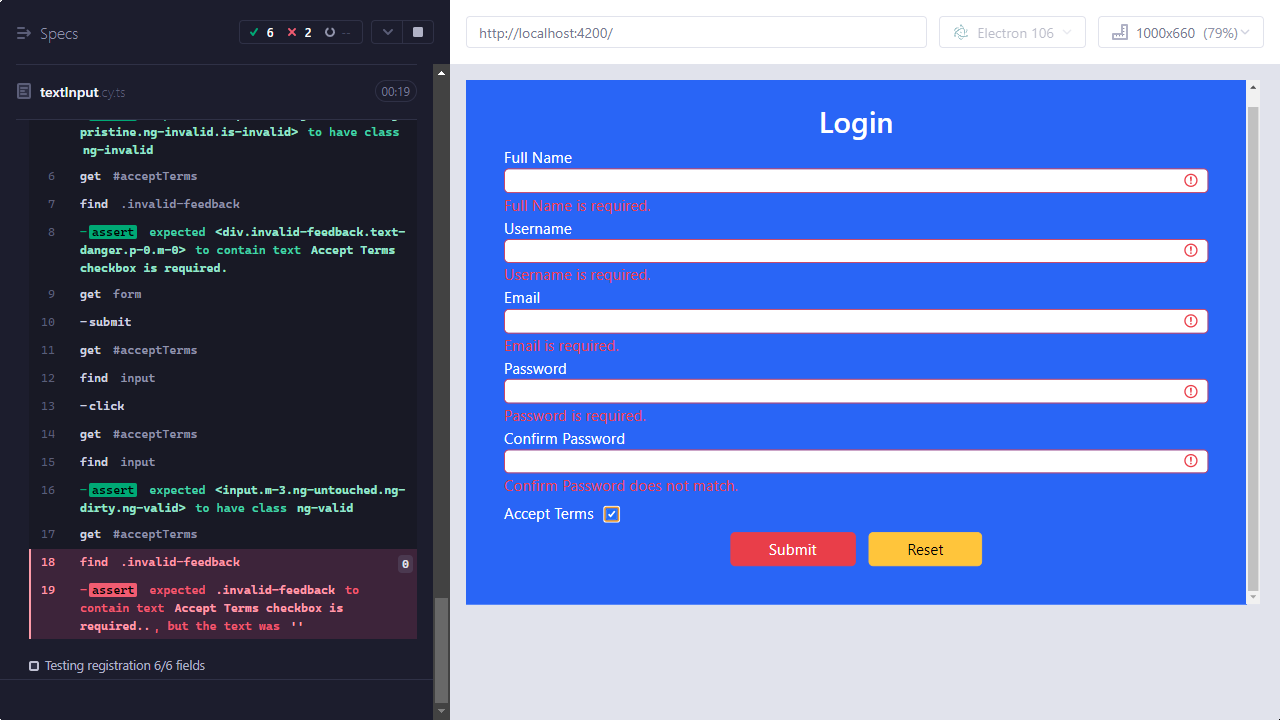 Specs
6 2 --
textInput.cy.ts
00:19
pristine.ng-invalid.is-invalid> to have class
ng-invalid
6 get #acceptTerms
7 find .invalid-feedback
8 -assert expected <div.invalid-feedback.text-
danger.p-0.m-0> to contain text Accept Terms
checkbox is required.
9 get form
10 -submit
11 get #acceptTerms
12 find input
13 -click
14 get #acceptTerms
15 find input
16 -assert expected <input.m-3.ng-untouched.ng-
dirty.ng-valid> to have class ng-valid
17 get #acceptTerms
18 find .invalid-feedback 0
19 -assert expected .invalid-feedback to
contain text Accept Terms checkbox is
required.., but the text was ''
Testing registration 6/6 fields
http://localhost:4200/
Electron 106
1000x660 (79%)
Login
Full Name
Full Name is required.
Username
Username is required.
Email
Email is required.
Password
Password is required.
Confirm Password
Confirm Password does not match.
Accept Terms
Submit
Reset